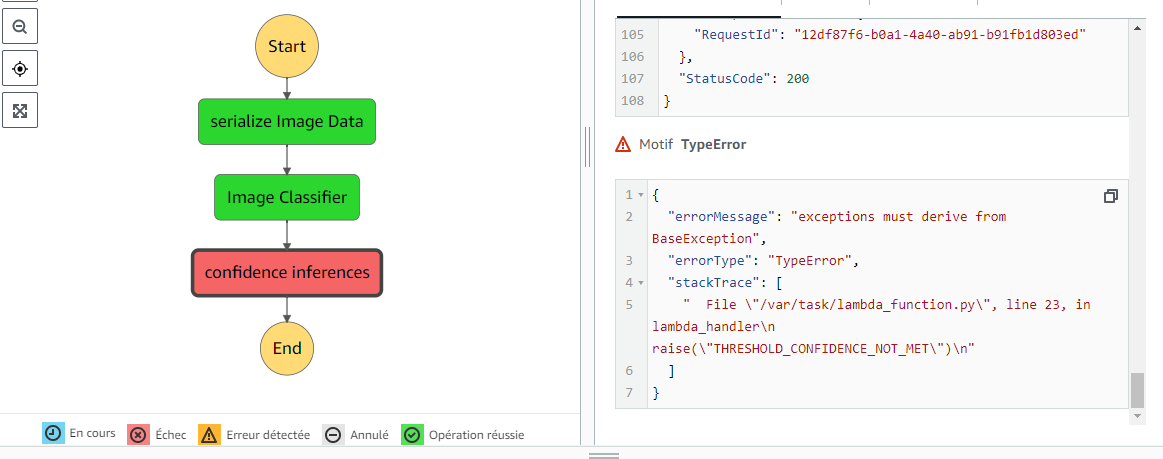 Start
serialize Image Data
Image Classifier
confidence inferences
End
En cours
Échec
Erreur détectée
Annulé
Opération réussie
105 "RequestId": "12df87f6-b0a1-4a40-ab91-b91fb1d803ed"
106 },
107 "StatusCode": 200
108 }
Motif TypeError
1 {
2 "errorMessage": "exceptions must derive from
BaseException",
3 "errorType": "TypeError",
4 "stackTrace": [
5 " File \"/var/task/lambda_function.py\", line 23, in
lambda_handler\n
raise(\"THRESHOLD_CONFIDENCE_NOT_MET\")\n"
6 ]
7 }